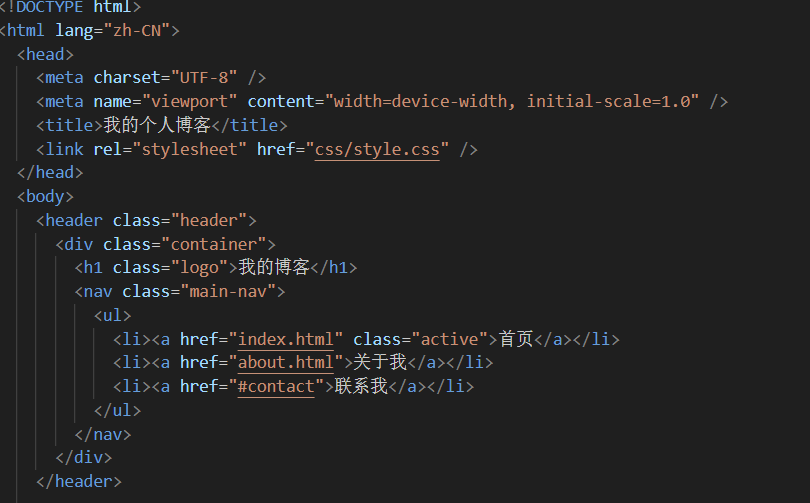 <!DOCTYPE html>
<html lang="zh-CN">
  <head>
    <meta charset="UTF-8" />
    <meta name="viewport" content="width=device-width, initial-scale=1.0" />
    <title>我的个人博客</title>
    <link rel="stylesheet" href="css/style.css" />
  </head>
  <body>
    <header class="header">
      <div class="container">
        <h1 class="logo">我的博客</h1>
        <nav class="main-nav">
          <ul>
            <li><a href="index.html" class="active">首页</a></li>
            <li><a href="about.html">关于我</a></li>
            <li><a href="#contact">联系我</a></li>
          </ul>
        </nav>
      </div>
    </header>